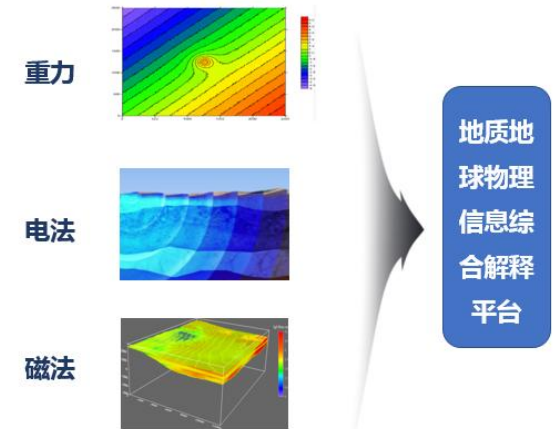 重力
电法
磁法
地质地
球物理
信息综
合解释
平台